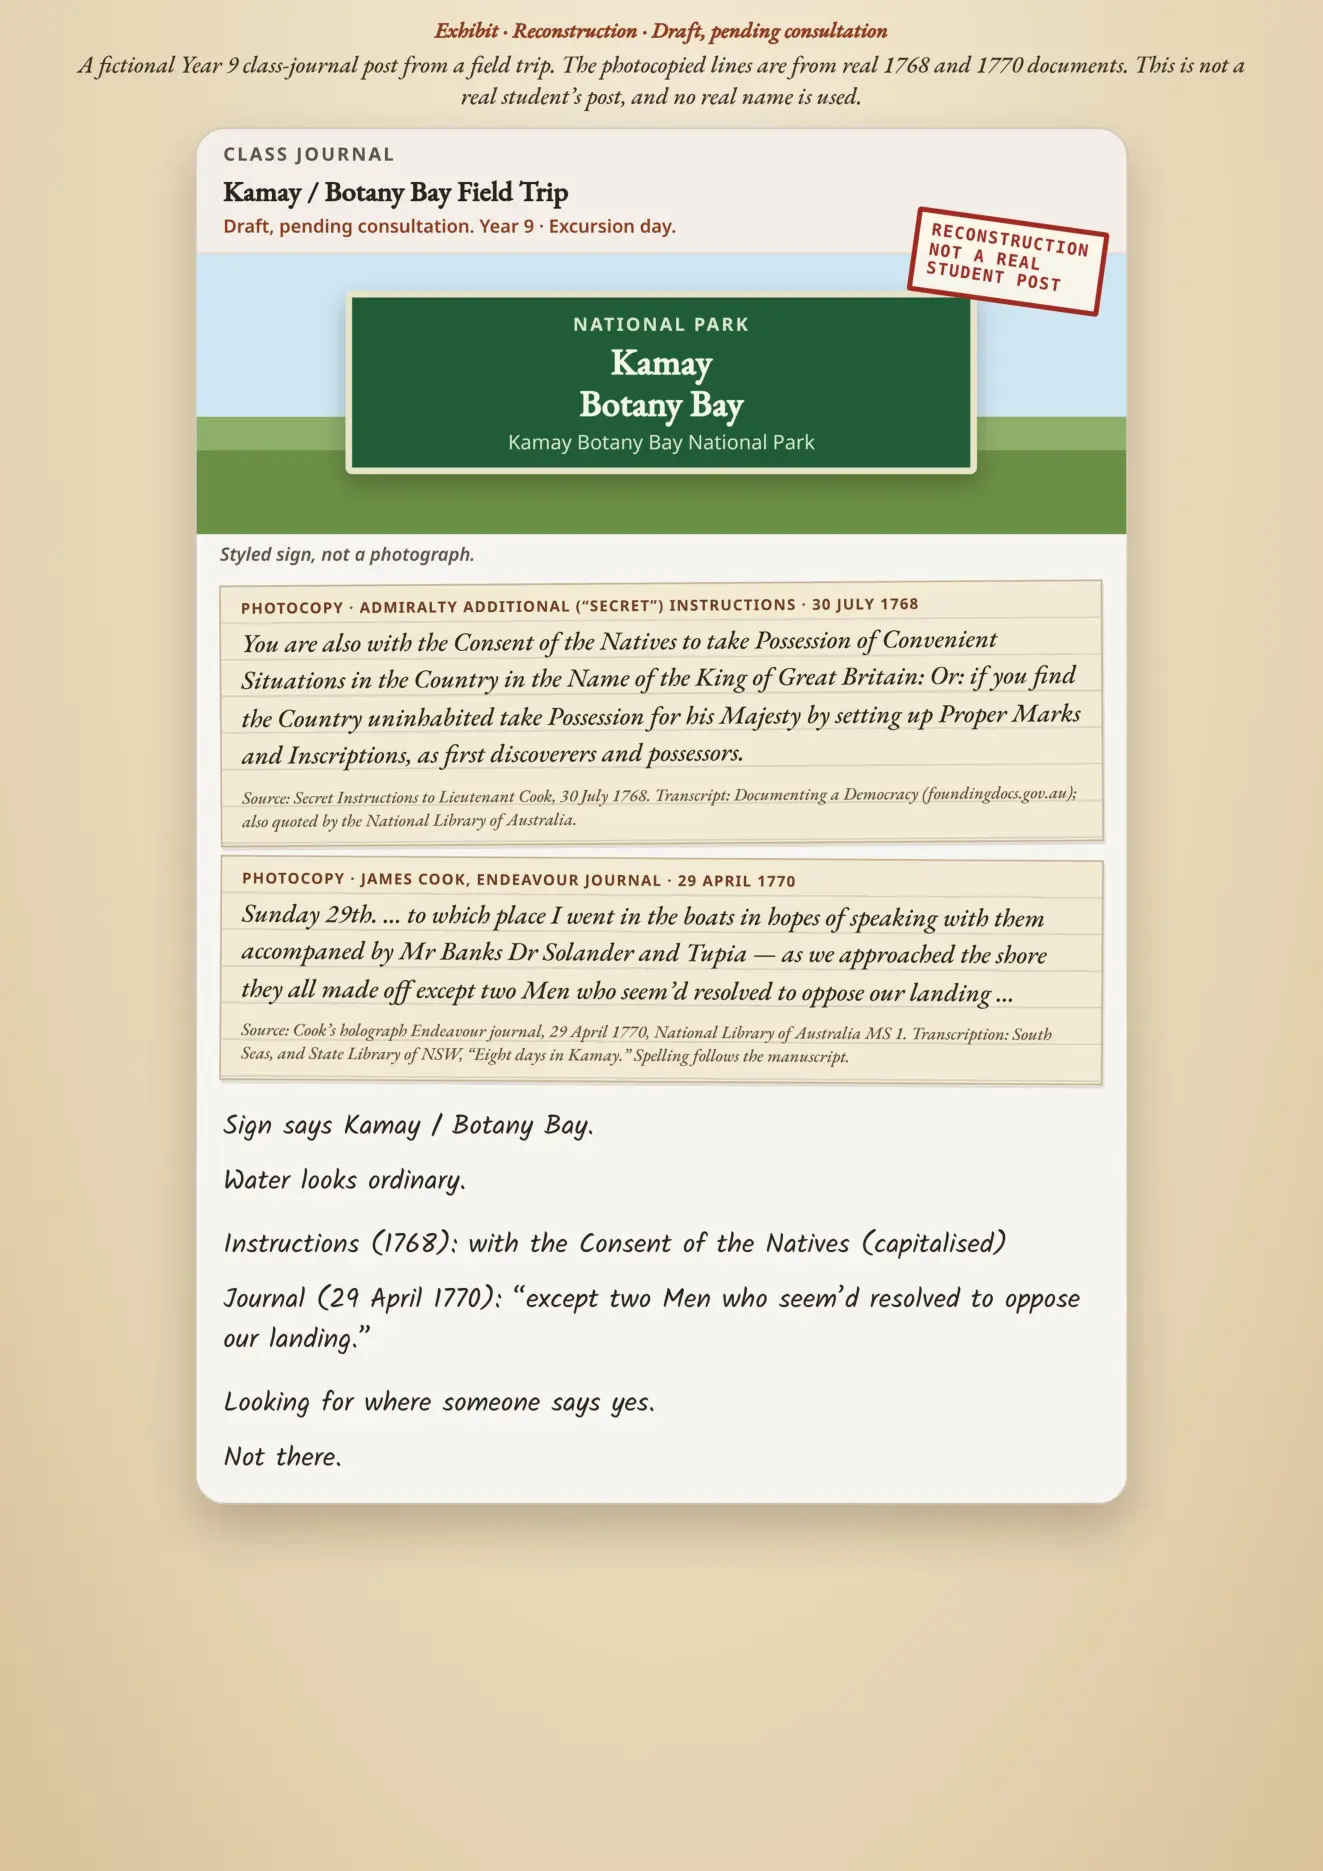 Exhibit · Reconstruction · Draft, pending consultation
A fictional Year 9 class-journal post from a field trip. The photocopied lines are from real 1768 and 1770 documents. This is not a
real student’s post, and no real name is used.
CLASS JOURNAL
Kamay / Botany Bay Field Trip
Draft, pending consultation. Year 9 · Excursion day.
RECONSTRUCTION
NOT A REAL
STUDENT POST
NATIONAL PARK
Kamay
Botany Bay
Kamay Botany Bay National Park
Styled sign, not a photograph.
PHOTOCOPY · ADMIRALTY ADDITIONAL (“SECRET”) INSTRUCTIONS · 30 JULY 1768
You are also with the Consent of the Natives to take Possession of Convenient
Situations in the Country in the Name of the King of Great Britain: Or: if you find
the Country uninhabited take Possession for his Majesty by setting up Proper Marks
and Inscriptions, as first discoverers and possessors.
Source: Secret Instructions to Lieutenant Cook, 30 July 1768. Transcript: Documenting a Democracy (foundingdocs.gov.au);
also quoted by the National Library of Australia.
PHOTOCOPY · JAMES COOK, ENDEAVOUR JOURNAL · 29 APRIL 1770
Sunday 29th. … to which place I went in the boats in hopes of speaking with them
accompaned by Mr Banks Dr Solander and Tupia — as we approached the shore
they all made off except two Men who seem’d resolved to oppose our landing …
Source: Cook’s holograph Endeavour journal, 29 April 1770, National Library of Australia MS 1. Transcription: South
Seas, and State Library of NSW, “Eight days in Kamay.” Spelling follows the manuscript.
Sign says Kamay / Botany Bay.
Water looks ordinary.
Instructions (1768): with the Consent of the Natives (capitalised)
Journal (29 April 1770): “except two Men who seem’d resolved to oppose
our landing.”
Looking for where someone says yes.
Not there.